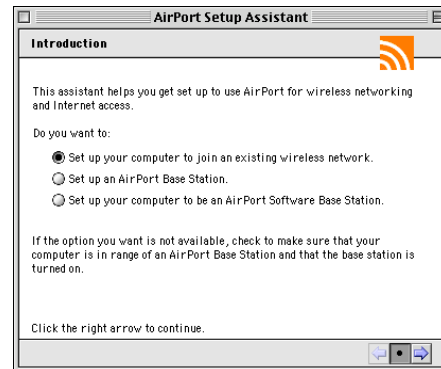 AirPort Setup Assistant
Introduction
This assistant helps you get set up to use AirPort for wireless networking
and Internet access.
Do you want to:
Set up your computer to join an existing wireless network.
Set up an AirPort Base Station.
Set up your computer to be an AirPort Software Base Station.
If the option you want is not available, check to make sure that your
computer is in range of an AirPort Base Station and that the base station is
turned on.
Click the right arrow to continue.